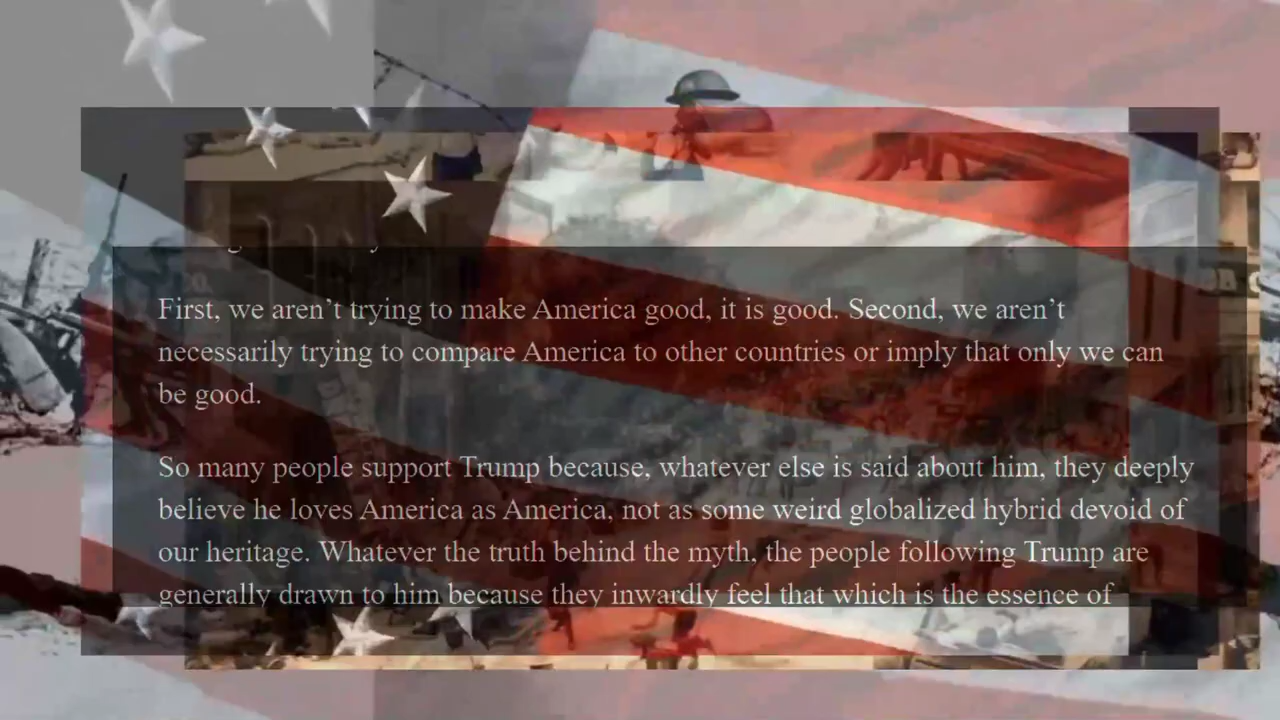 First, we aren’t trying to make America good, it is good. Second, we aren’t
necessarily trying to compare America to other countries or imply that only we can
be good.
So many people support Trump because, whatever else is said about him, they deeply
believe he loves America as America, not as some weird globalized hybrid devoid of
our heritage. Whatever the truth behind the myth, the people following Trump are
generally drawn to him because they inwardly feel that which is the essence of